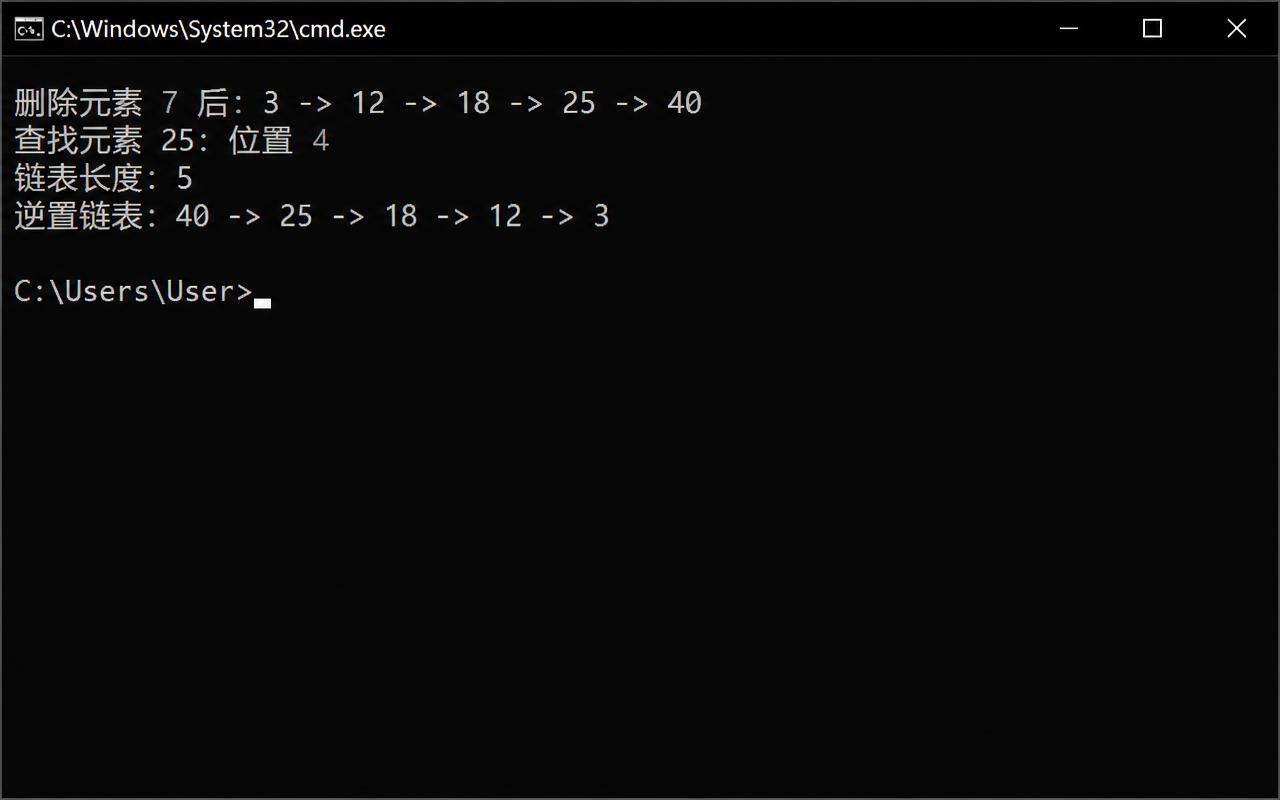 C:\Windows\System32\cmd.exe
删除元素 7 后: 3 -> 12 -> 18 -> 25 -> 40
查找元素 25: 位置 4
链表长度: 5
逆置链表: 40 -> 25 -> 18 -> 12 -> 3
C:\Users\User>